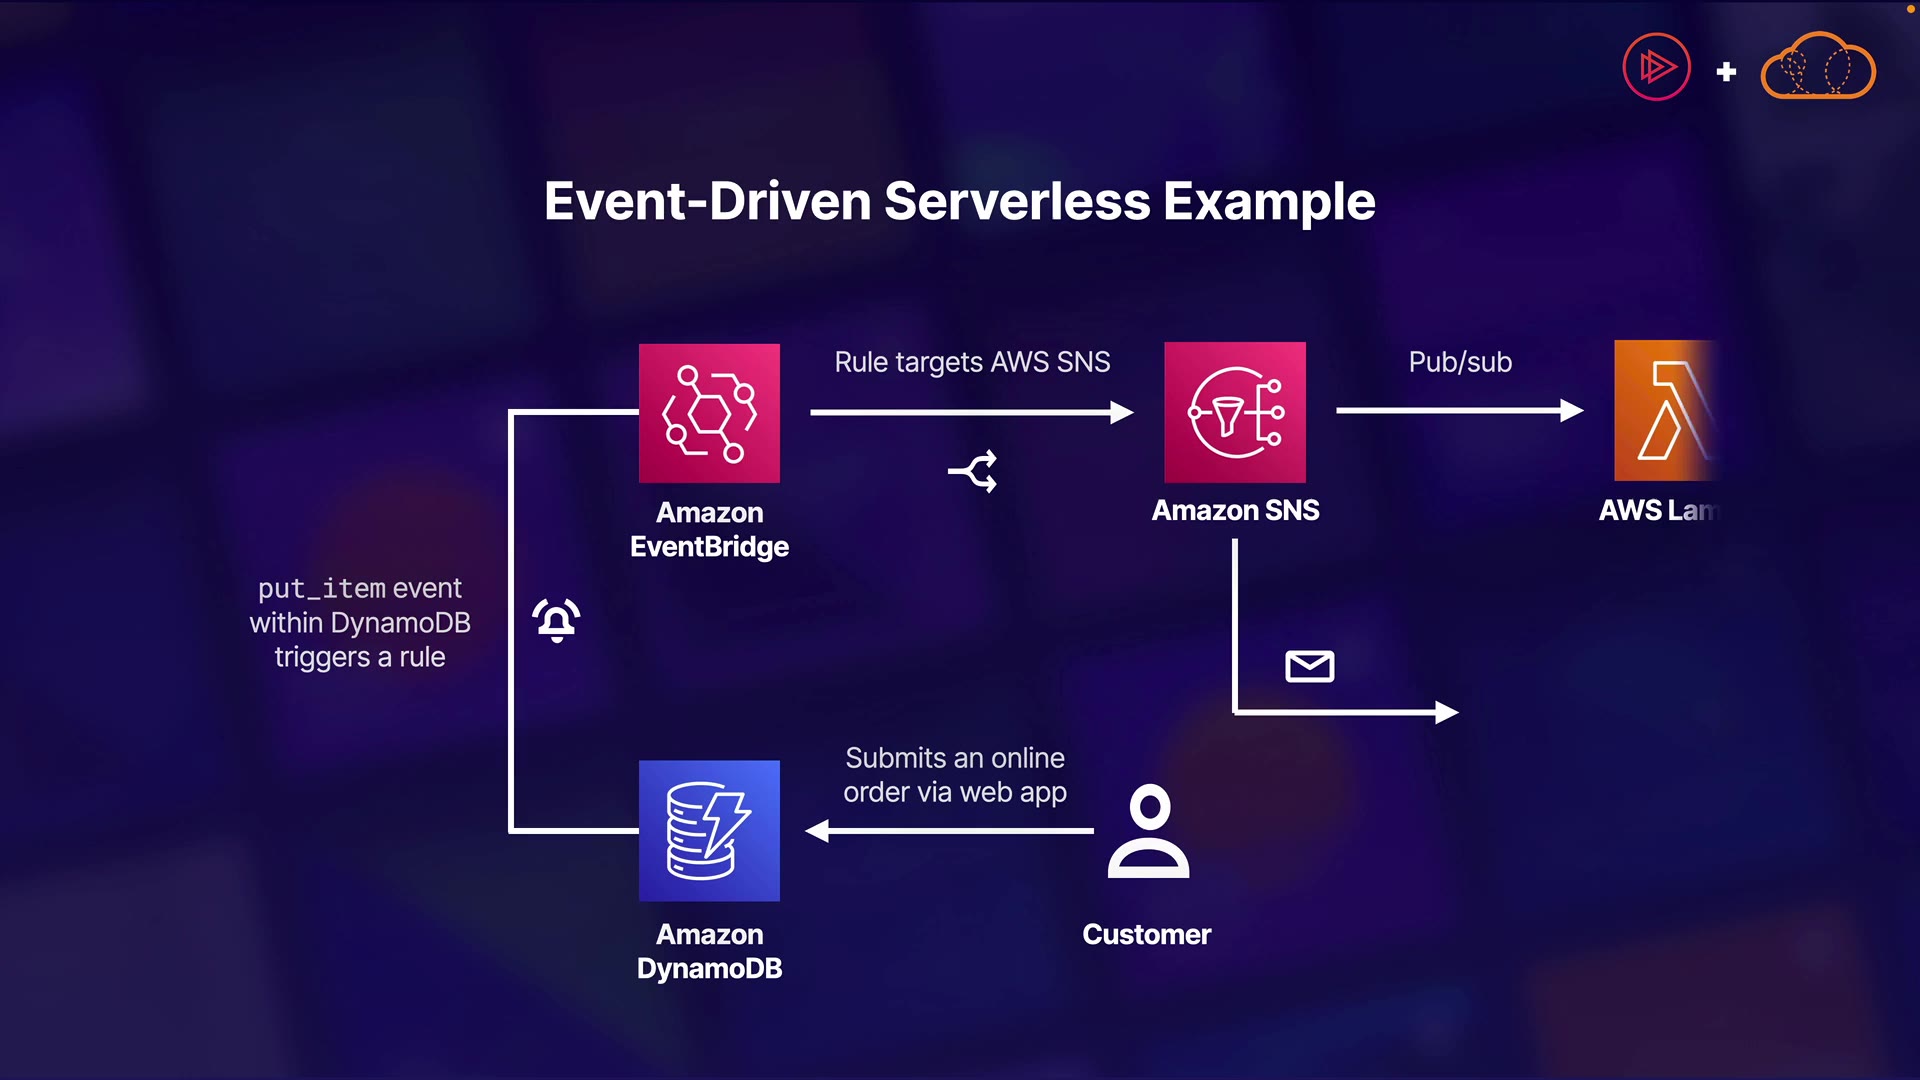 Event-Driven Serverless Example
Rule targets AWS SNS
Pub/sub
Amazon
EventBridge
Amazon SNS
AWS Lam
put_item event
within DynamoDB
triggers a rule
Submits an online
order via web app
Amazon
DynamoDB
Customer